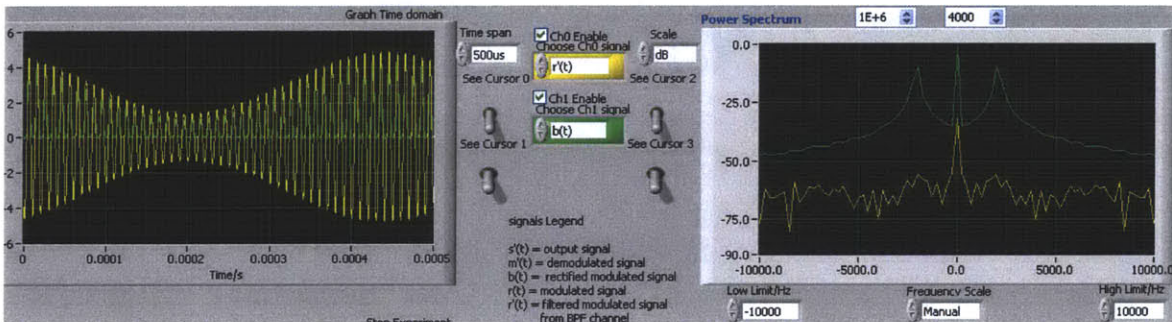 Graph Time domain
6
4
2
0
-2
-4
-6
0
0.0001
0.0002
0.0003
0.0004
0.0005
Time/s
Time span
500us
Ch0 Enable
Choose Ch0 signal
r'(t)
Scale
dB
See Cursor 0
See Cursor 2
Ch1 Enable
Choose Ch1 signal
b(t)
See Cursor 1
See Cursor 3
signals Legend
s'(t) = output signal
m'(t) = demodulated signal
b(t) = rectified modulated signal
r(t) = modulated signal
r'(t) = filtered modulated signal
from BPF channel
Stop Experiment
Power Spectrum
1E+6
4000
0.0
-25.0
-50.0
-75.0
-90.0
-10000.0
-5000.0
0.0
5000.0
10000.0
Low Limit/Hz
-10000
Frequency Scale
Manual
High Limit/Hz
10000